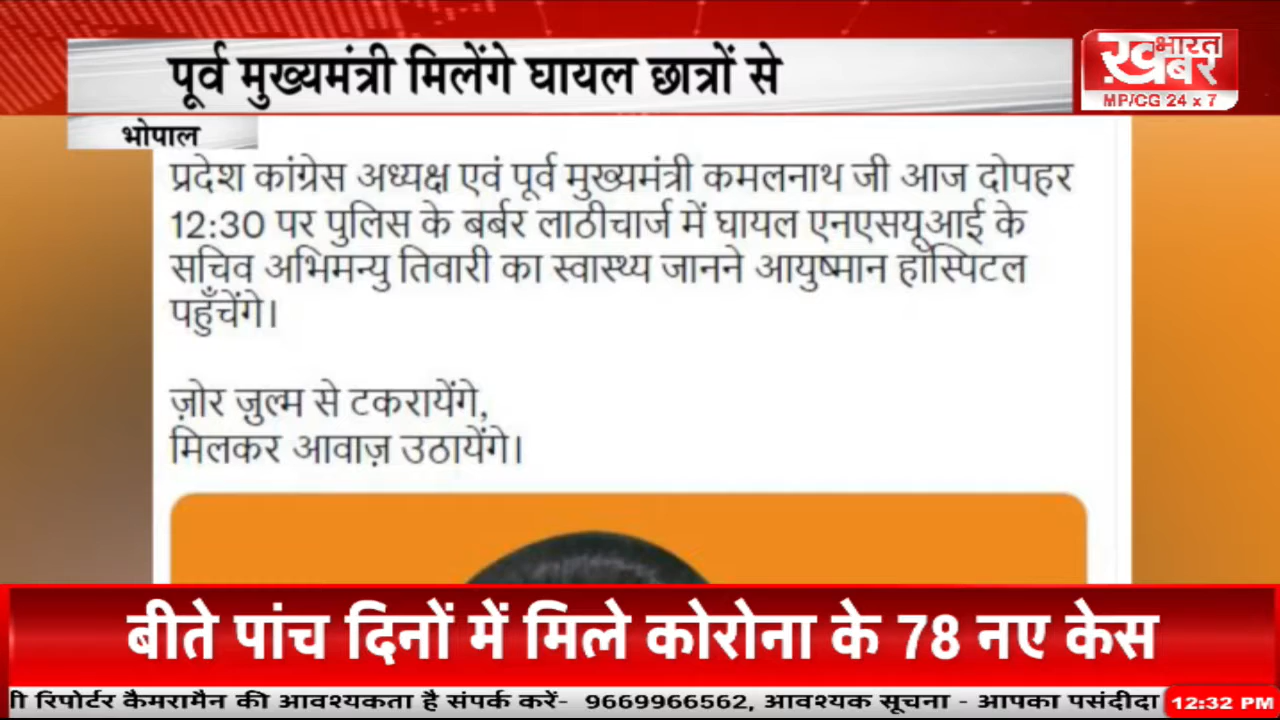 पूर्व मुख्यमंत्री मिलेंगे घायल छात्रों से
भारत
ख़बर
MP/CG 24 x 7
भोपाल
प्रदेश कांग्रेस अध्यक्ष एवं पूर्व मुख्यमंत्री कमलनाथ जी आज दोपहर
12:30 पर पुलिस के बर्बर लाठीचार्ज में घायल एनएसयूआई के
सचिव अभिमन्यु तिवारी का स्वास्थ्य जानने आयुष्मान हॉस्पिटल
पहुँचेंगे।
ज़ोर ज़ुल्म से टकरायेंगे,
मिलकर आवाज़ उठायेंगे।
बीते पांच दिनों में मिले कोरोना के 78 नए केस
रिपोर्टर कैमरामैन की आवश्यकता है संपर्क करें- 9669966562, आवश्यक सूचना - आपका पसंदीदा
12:32 PM